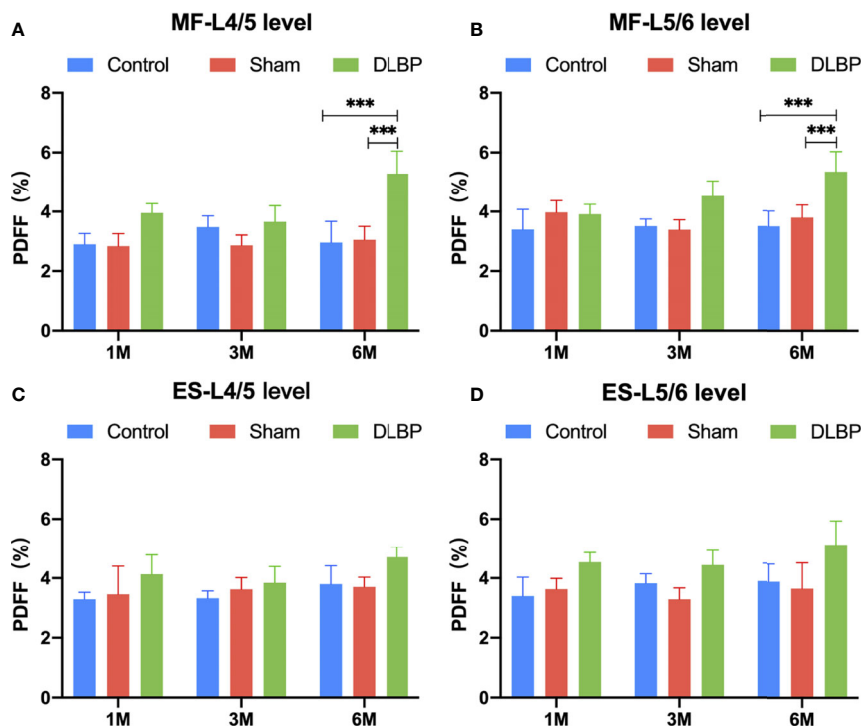 A
MF-L4/5 level
Control Sham DLBP
PDFF (%)
8
6
4
2
0
***
***
1M 3M 6M
B
MF-L5/6 level
Control Sham DLBP
PDFF (%)
8
6
4
2
0
***
***
1M 3M 6M
C
ES-L4/5 level
Control Sham DLBP
PDFF (%)
8
6
4
2
0
1M 3M 6M
D
ES-L5/6 level
Control Sham DLBP
PDFF (%)
8
6
4
2
0
1M 3M 6M